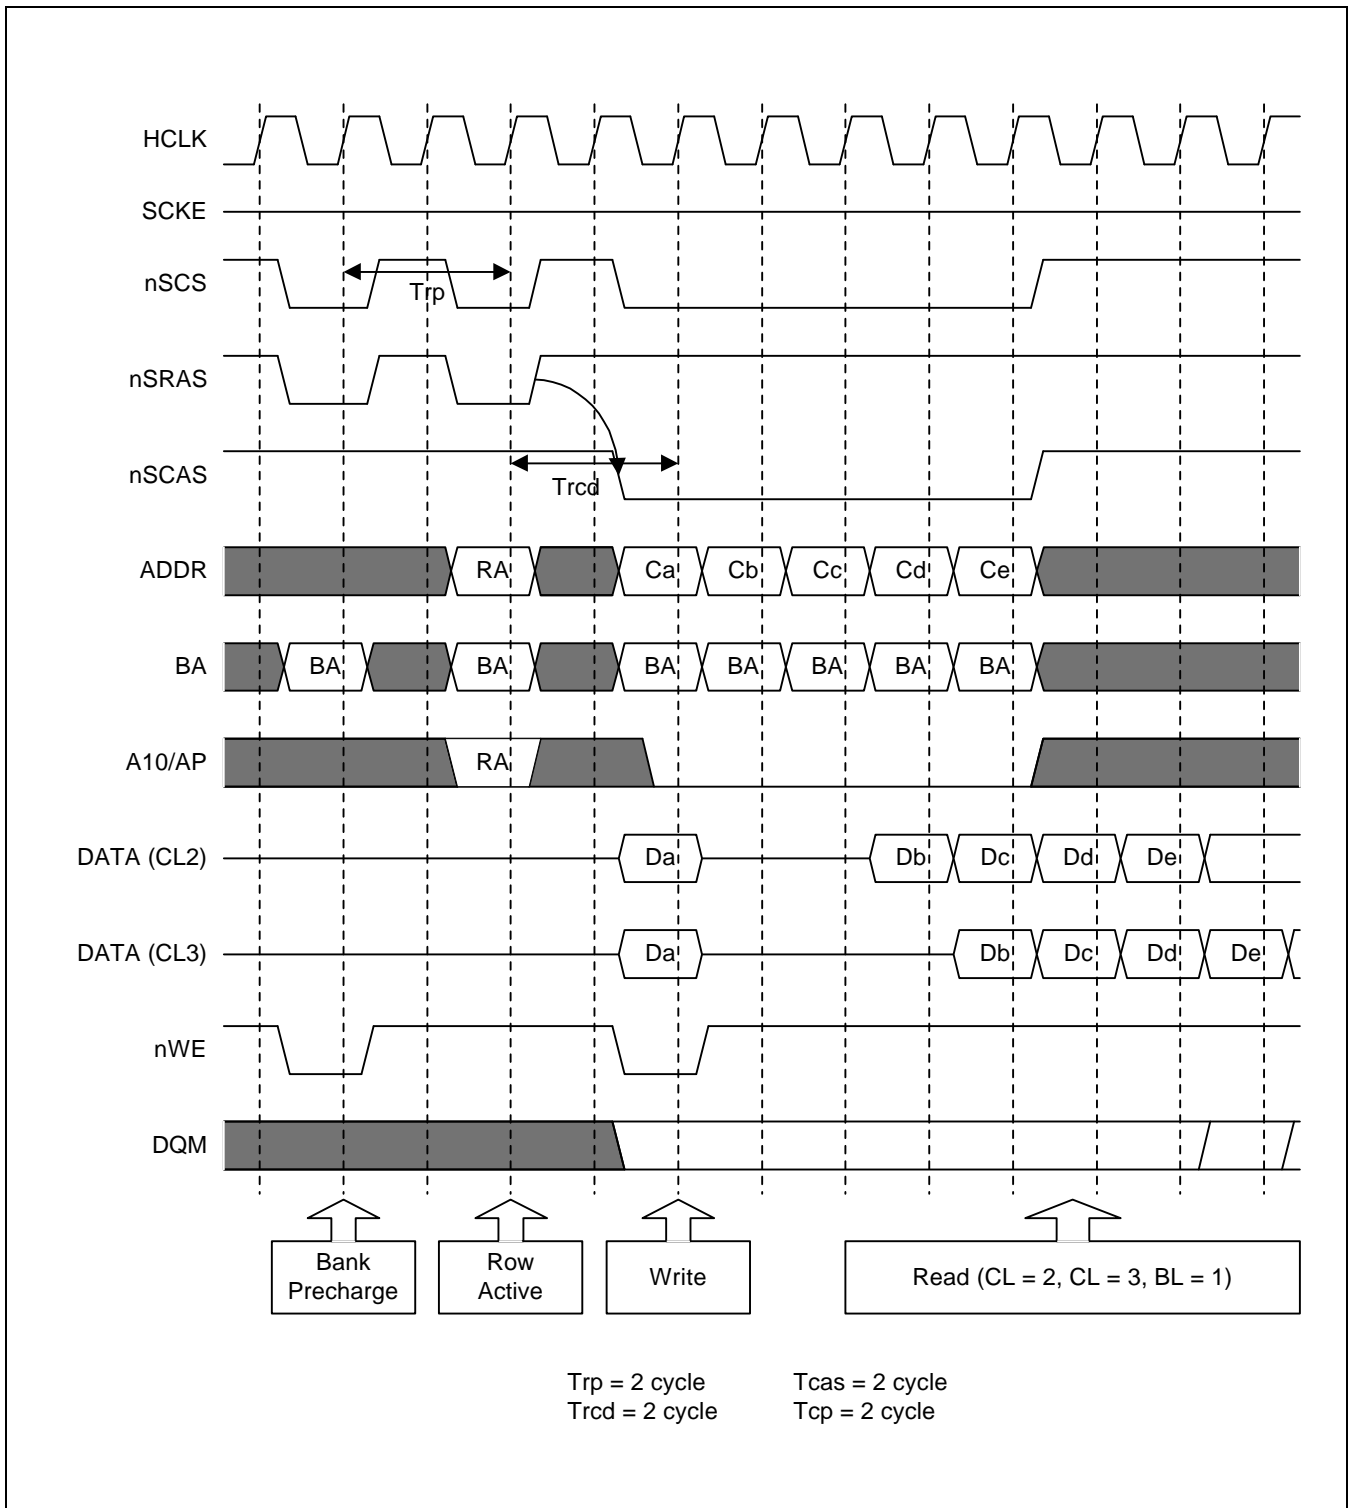 HCLK
SCKE
nSCS
Trp
nSRAS
nSCAS
Trcd
ADDR RA Ca Cb Cc Cd Ce
BA BA BA BA BA BA BA BA
A10/AP RA
DATA (CL2) Da Db Dc Dd De
DATA (CL3) Da Db Dc Dd De
nWE
DQM
Bank
Precharge
Row
Active
Write
Read (CL = 2, CL = 3, BL = 1)
Trp = 2 cycle Tcas = 2 cycle
Trcd = 2 cycle Tcp = 2 cycle